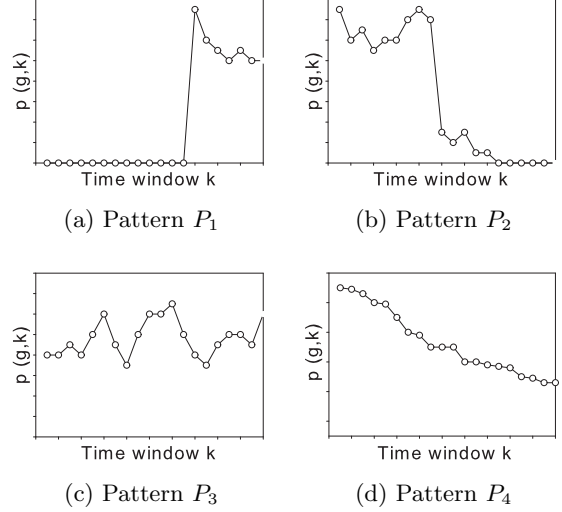 p (g,k)
Time window k
(a) Pattern P1
p (g,k)
Time window k
(b) Pattern P2
p (g,k)
Time window k
(c) Pattern P3
p (g,k)
Time window k
(d) Pattern P4